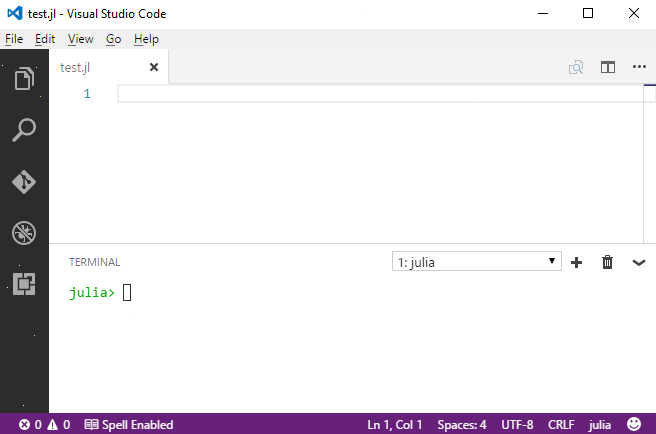 test.jl - Visual Studio Code
File Edit View Go Help
test.jl
1
TERMINAL
1: julia
julia>
0 0 Spell Enabled Ln 1, Col 1 Spaces: 4 UTF-8 CRLF julia